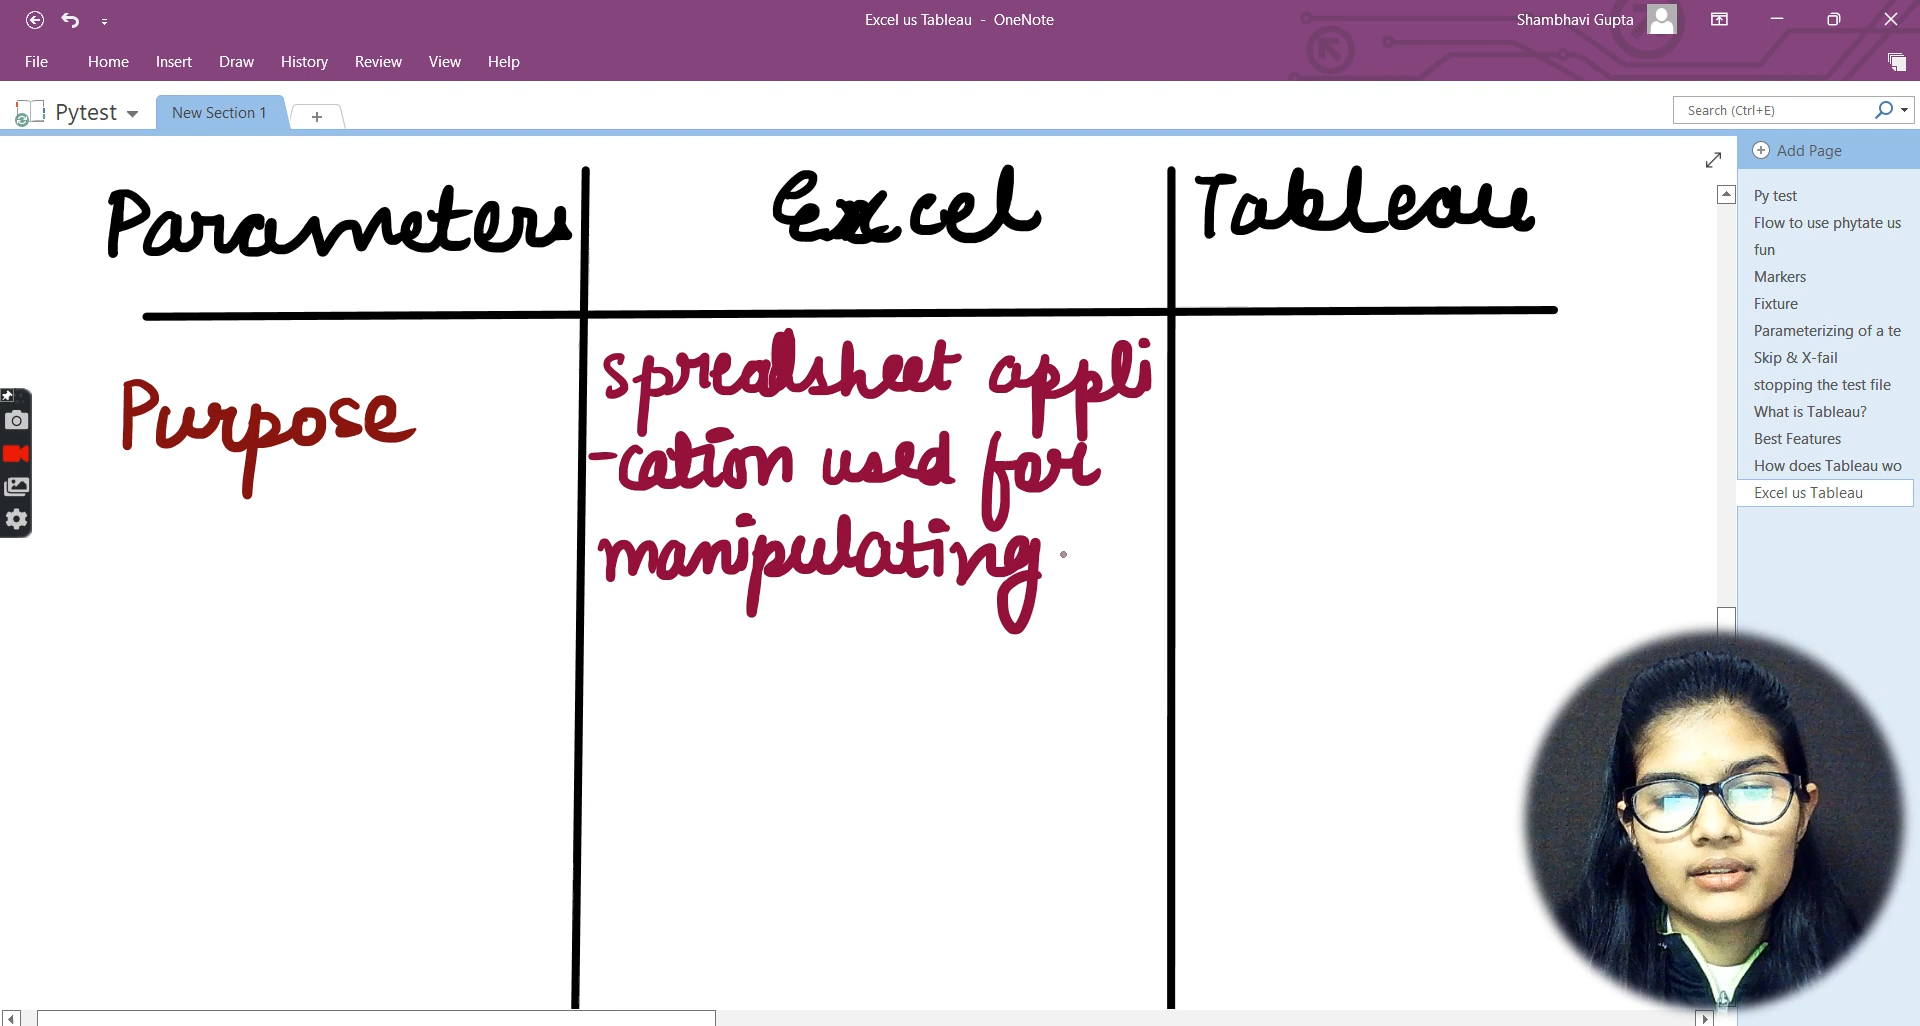 Excel us Tableau - OneNote
Shambhavi Gupta
File Home Insert Draw History Review View Help
Pytest
New Section 1
+
Search (Ctrl+E)
Add Page
Py test
Flow to use phytate us
fun
Markers
Fixture
Parameterizing of a te
Skip & X-fail
stopping the test file
What is Tableau?
Best Features
How does Tableau wo
Excel us Tableau
Parameters Excel Tableau
Purpose
spreadsheet appli
-cation used for
manipulating